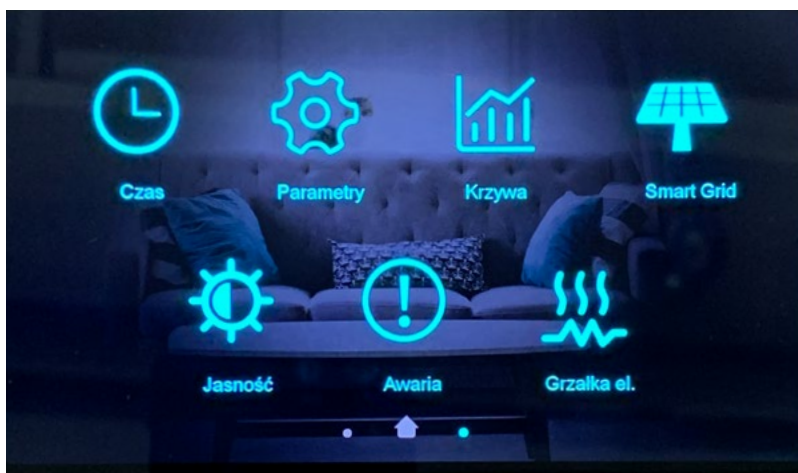 Czas
Parametry
Krzywa
Smart Grid
Jasność
Awaria
Grzałka el.